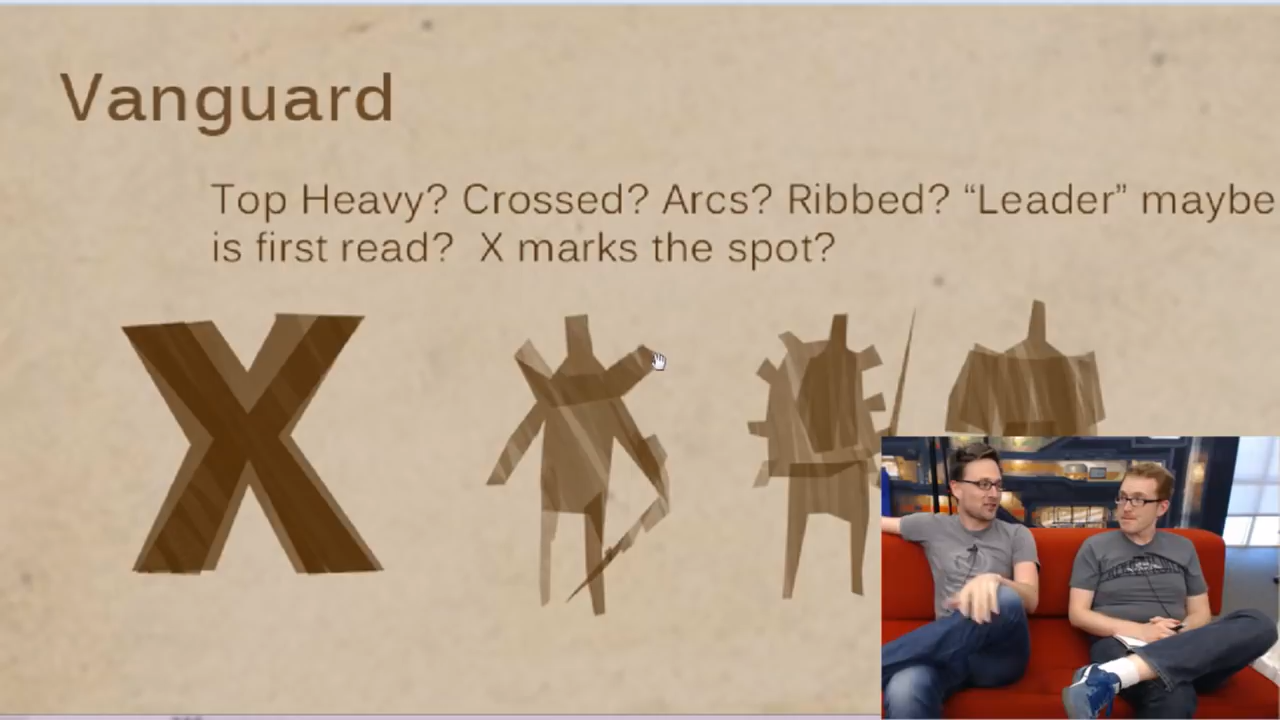 Vanguard
Top Heavy? Crossed? Arcs? Ribbed? “Leader” maybe
is first read?  X marks the spot?
X